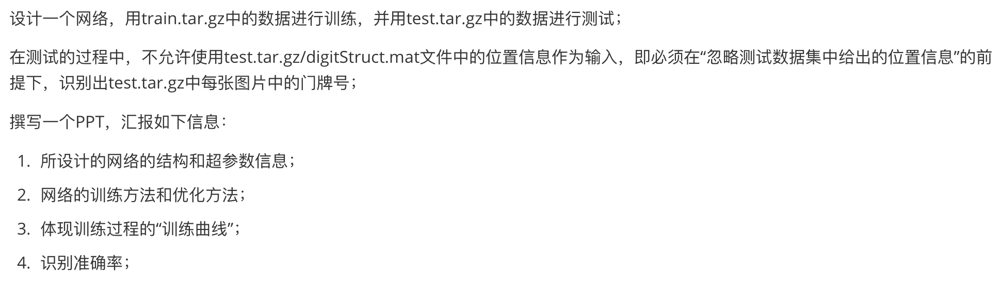 设计一个网络，用train.tar.gz中的数据进行训练，并用test.tar.gz中的数据进行测试；
在测试的过程中，不允许使用test.tar.gz/digitStruct.mat文件中的位置信息作为输入，即必须在“忽略测试数据集中给出的位置信息”的前
提下，识别出test.tar.gz中每张图片中的门牌号；
撰写一个PPT，汇报如下信息：
1. 所设计的网络的结构和超参数信息；
2. 网络的训练方法和优化方法；
3. 体现训练过程的“训练曲线”；
4. 识别准确率；